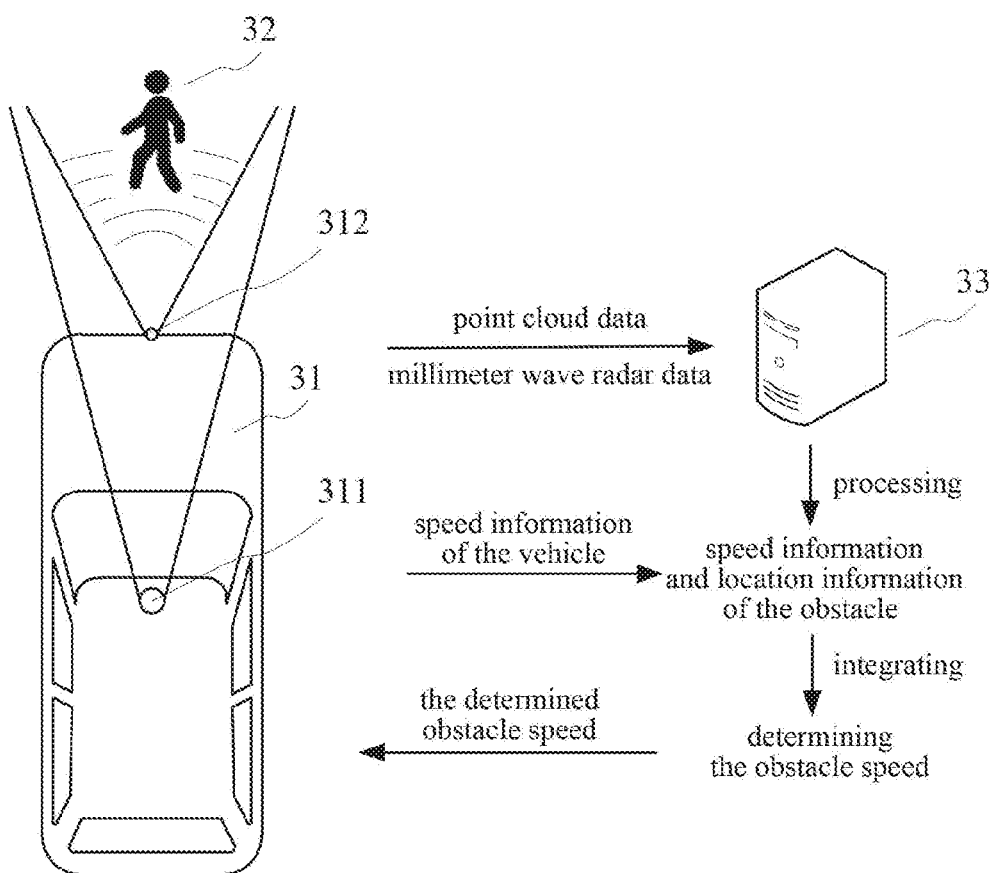 32
312
point cloud data
millimeter wave radar data
33
31
processing
311
speed information
of the vehicle
speed information
and location information
of the obstacle
integrating
the determined
obstacle speed
determining
the obstacle speed